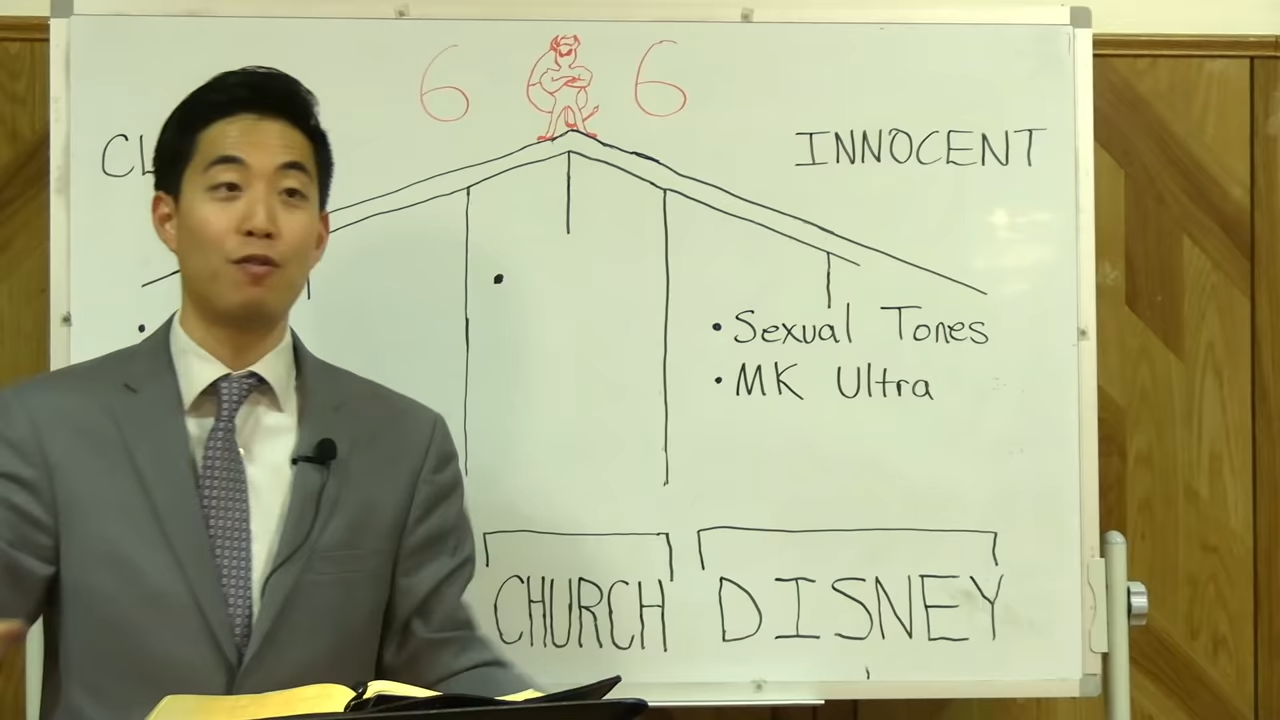 6 6
INNOCENT
• Sexual Tones
• MK Ultra
CHURCH DISNEY